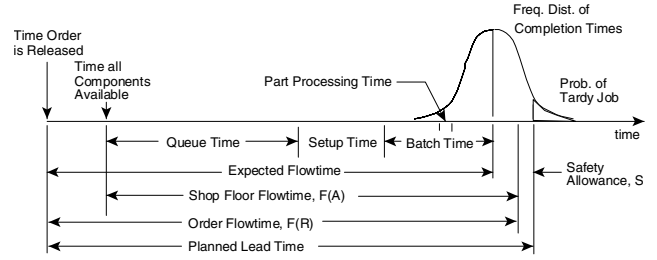 Freq. Dist. of
Completion Times
Time Order
is Released
Time all
Components
Available
Part Processing Time
Prob. of
Tardy Job
time
Queue Time
Setup Time
Batch Time
Expected Flowtime
Safety
Allowance, S
Shop Floor Flowtime, F(A)
Order Flowtime, F(R)
Planned Lead Time